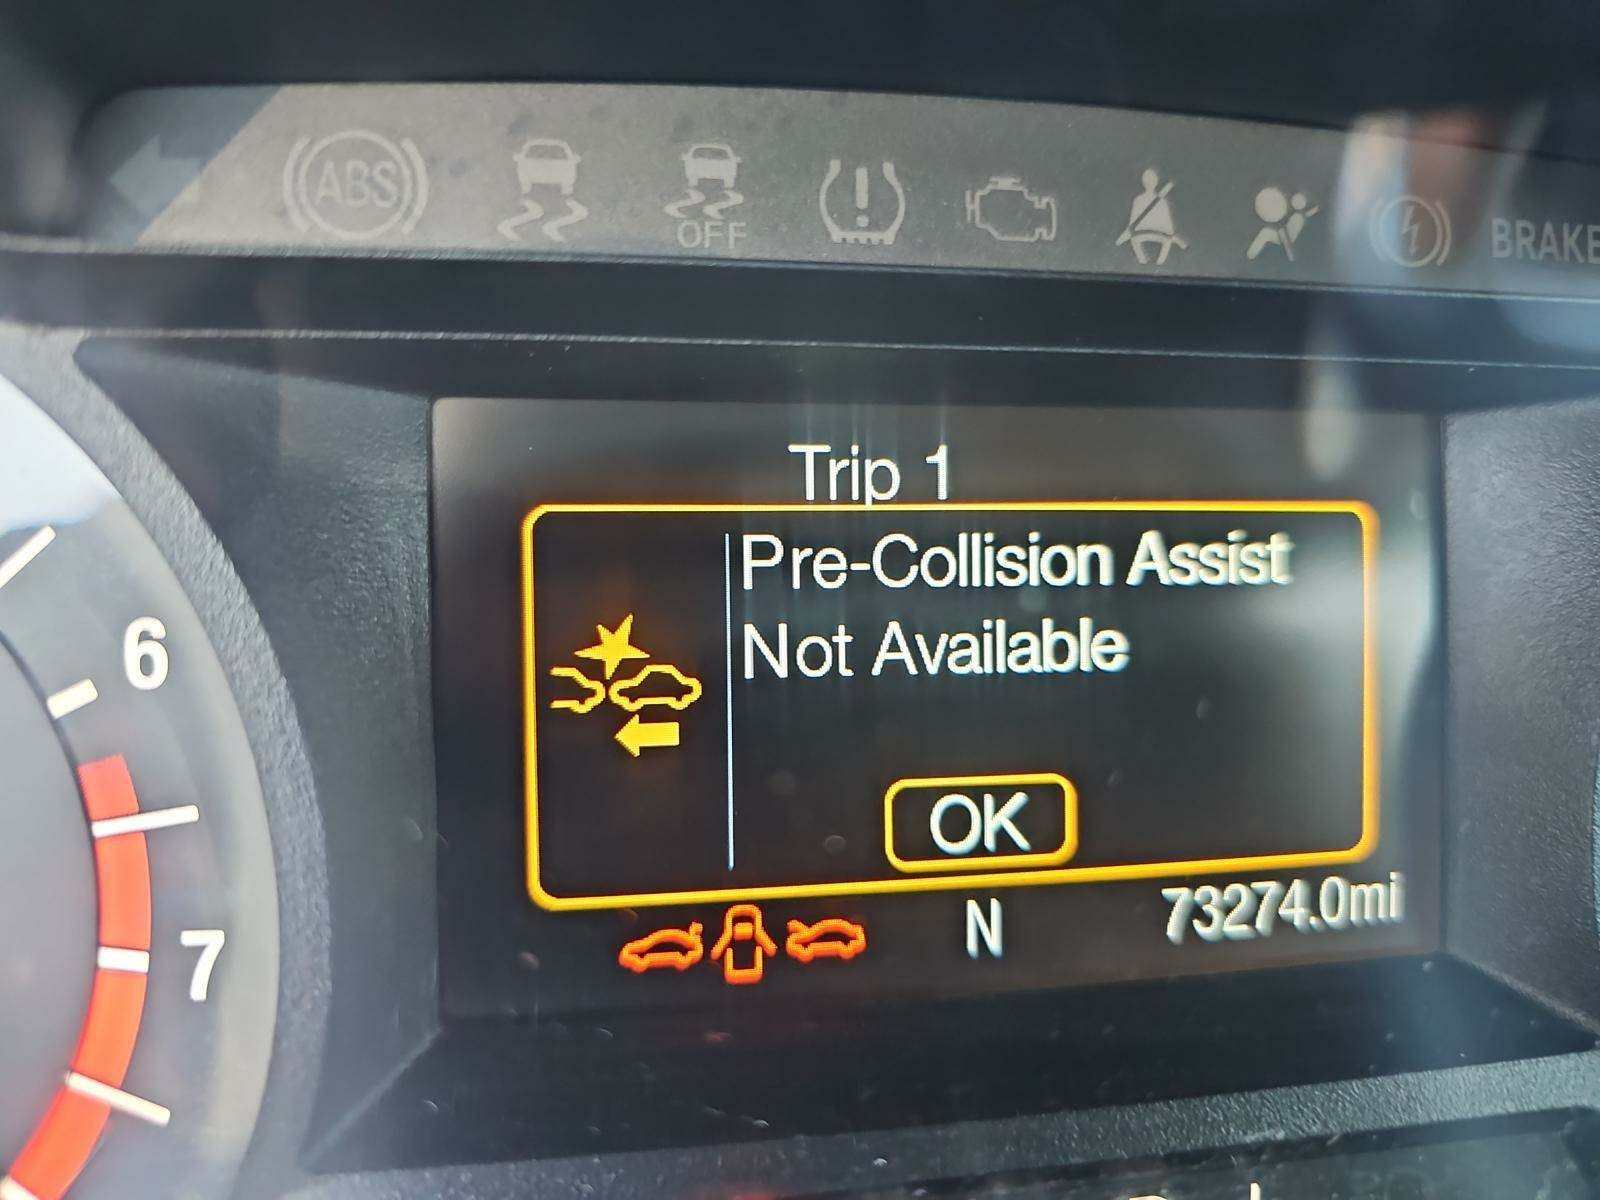 ABS
OFF
BRAKE
Trip 1
Pre-Collision Assist
Not Available
OK
6
7
N
73274.0mi